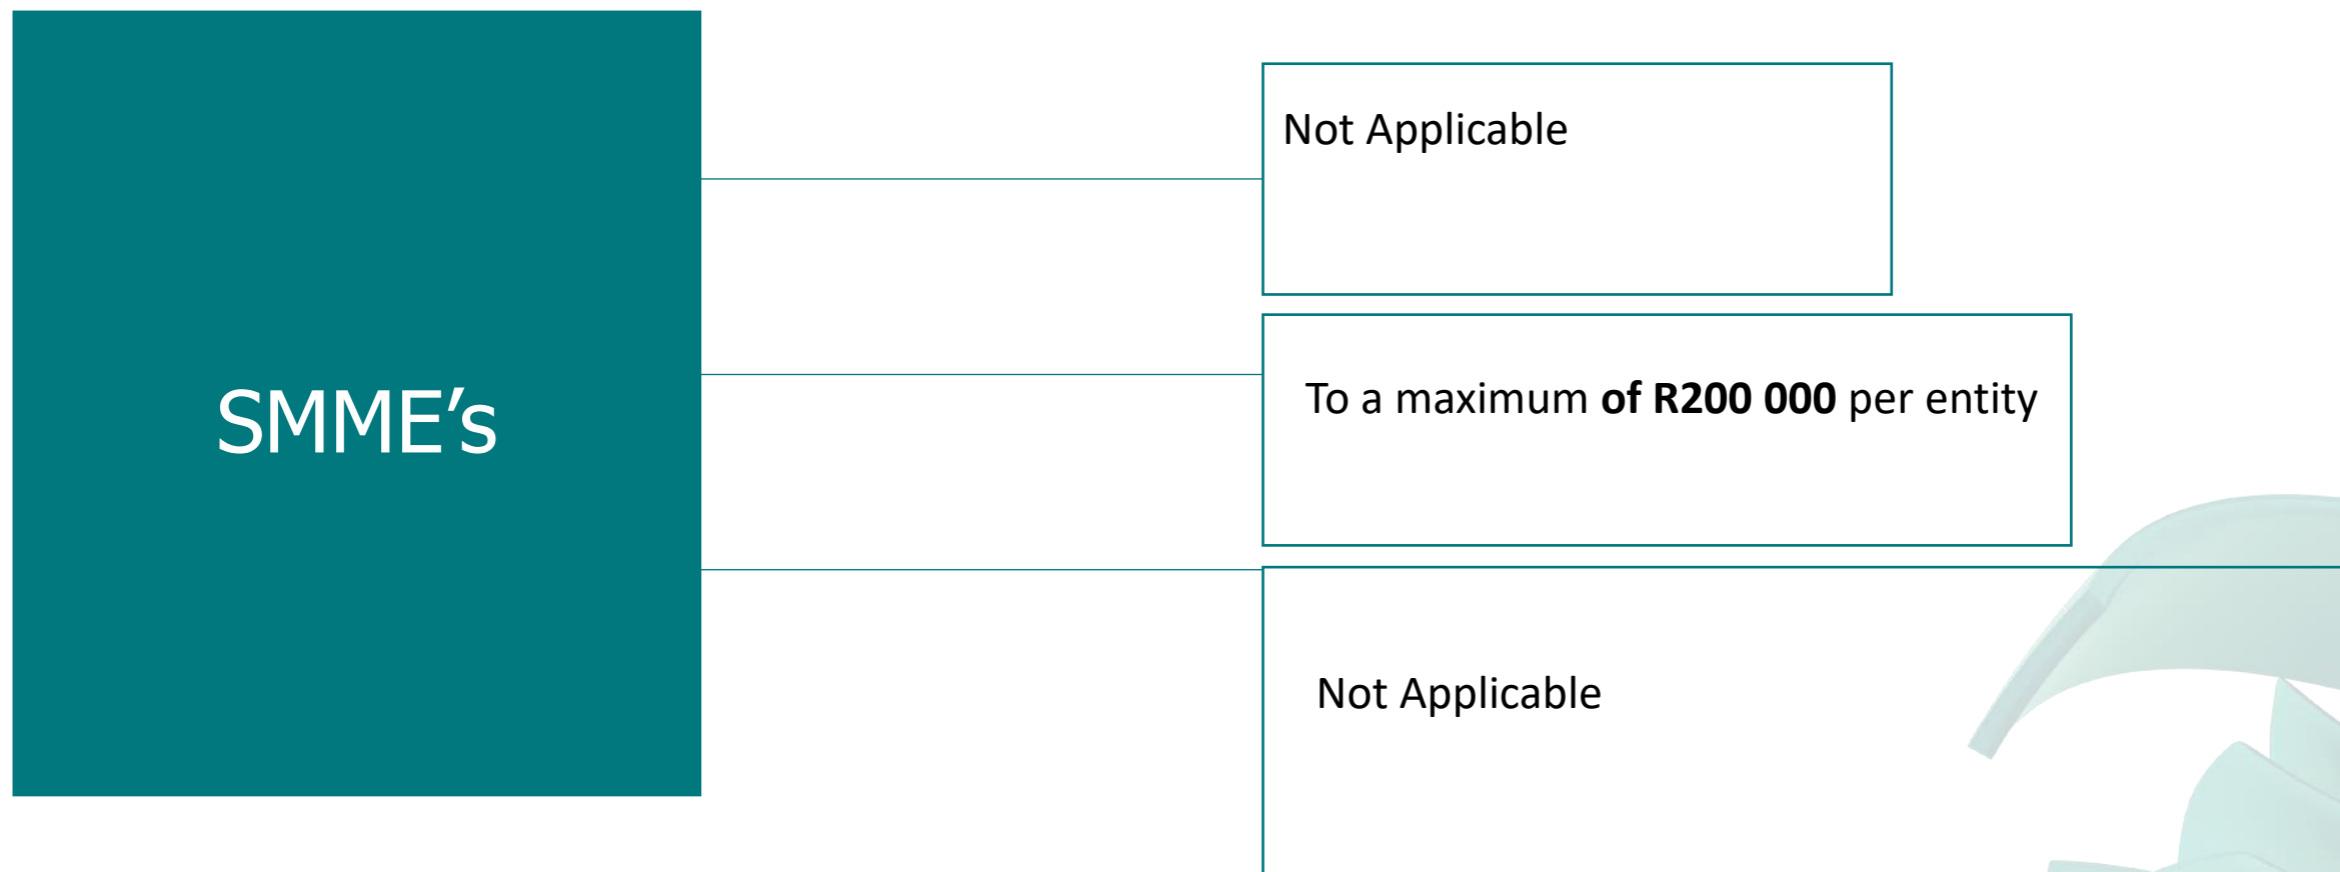 SMME’s
Not Applicable
To a maximum of R200 000 per entity
Not Applicable